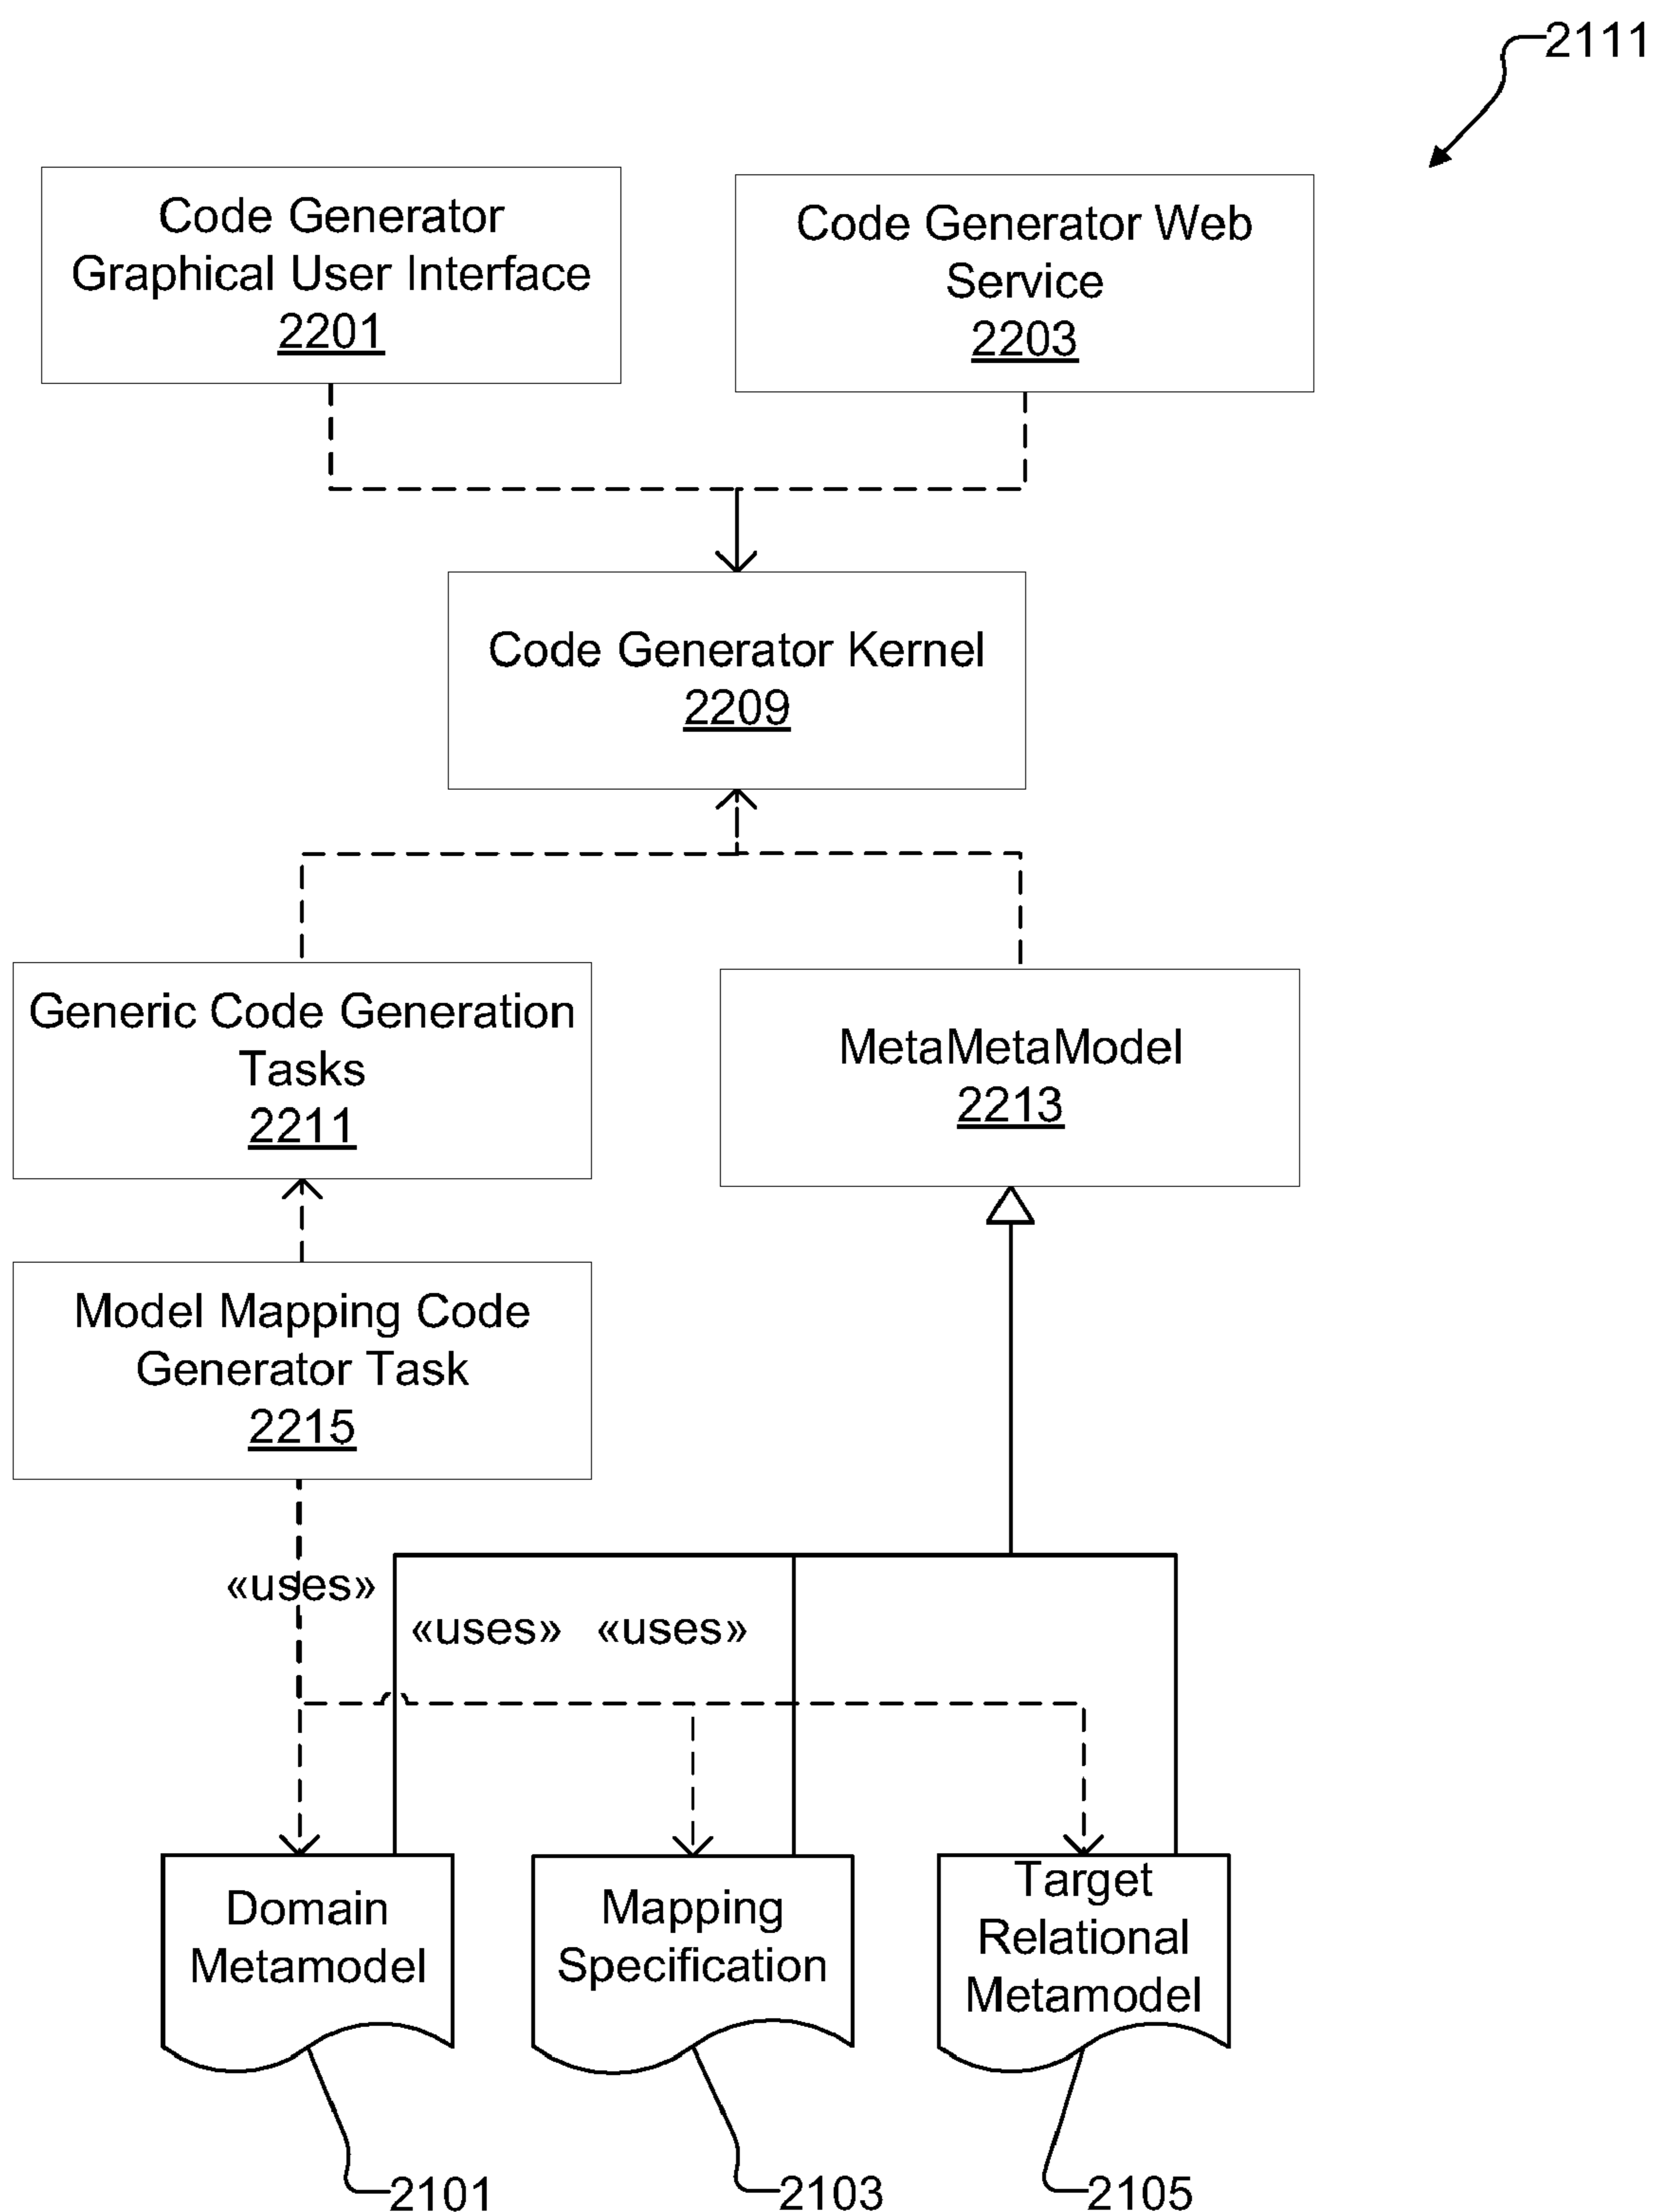 2111
Code Generator
Graphical User Interface
2201
Code Generator Web
Service
2203
Code Generator Kernel
2209
Generic Code Generation
Tasks
2211
MetaMetaModel
2213
Model Mapping Code
Generator Task
2215
«uses»
«uses»
«uses»
Domain
Metamodel
Mapping
Specification
Target
Relational
Metamodel
2101
2103
2105